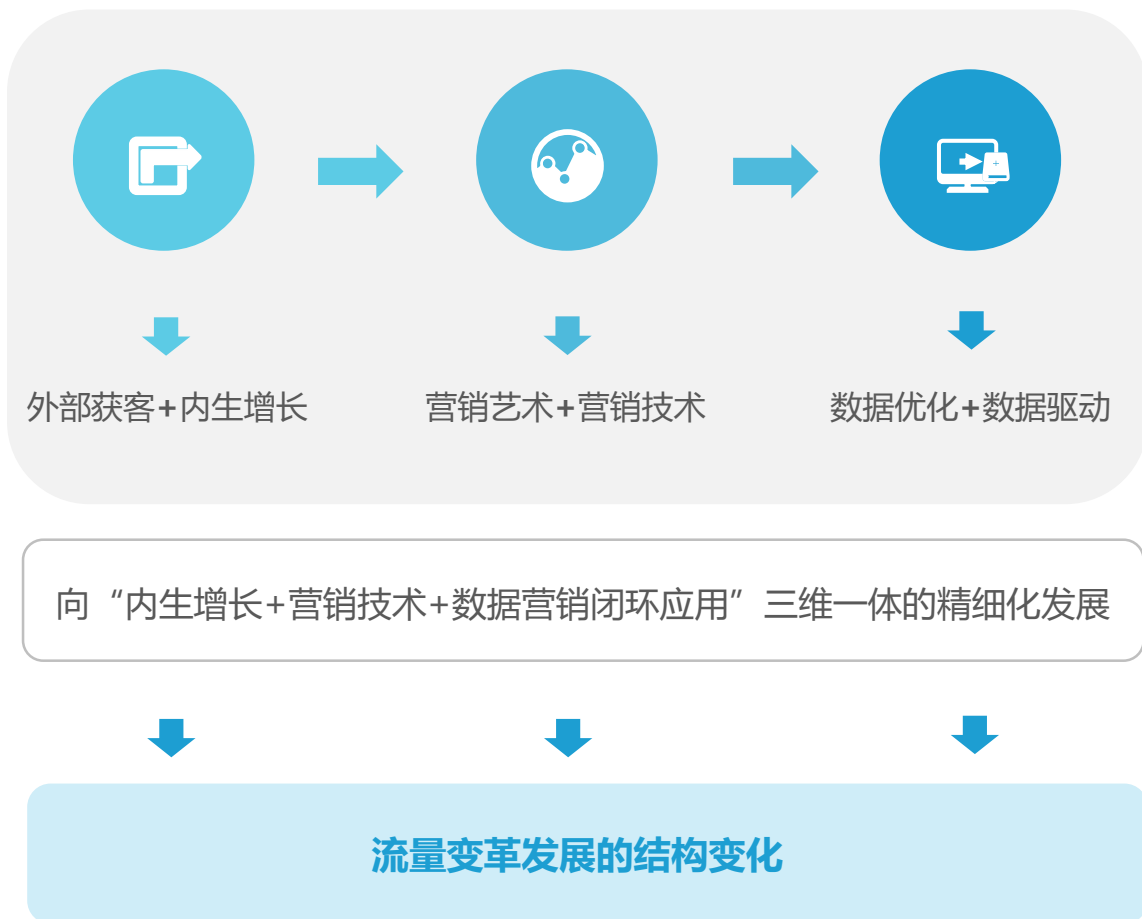 外部获客+内生增长
营销艺术+营销技术
数据优化+数据驱动
向“内生增长+营销技术+数据营销闭环应用”三维一体的精细化发展
流量变革发展的结构变化